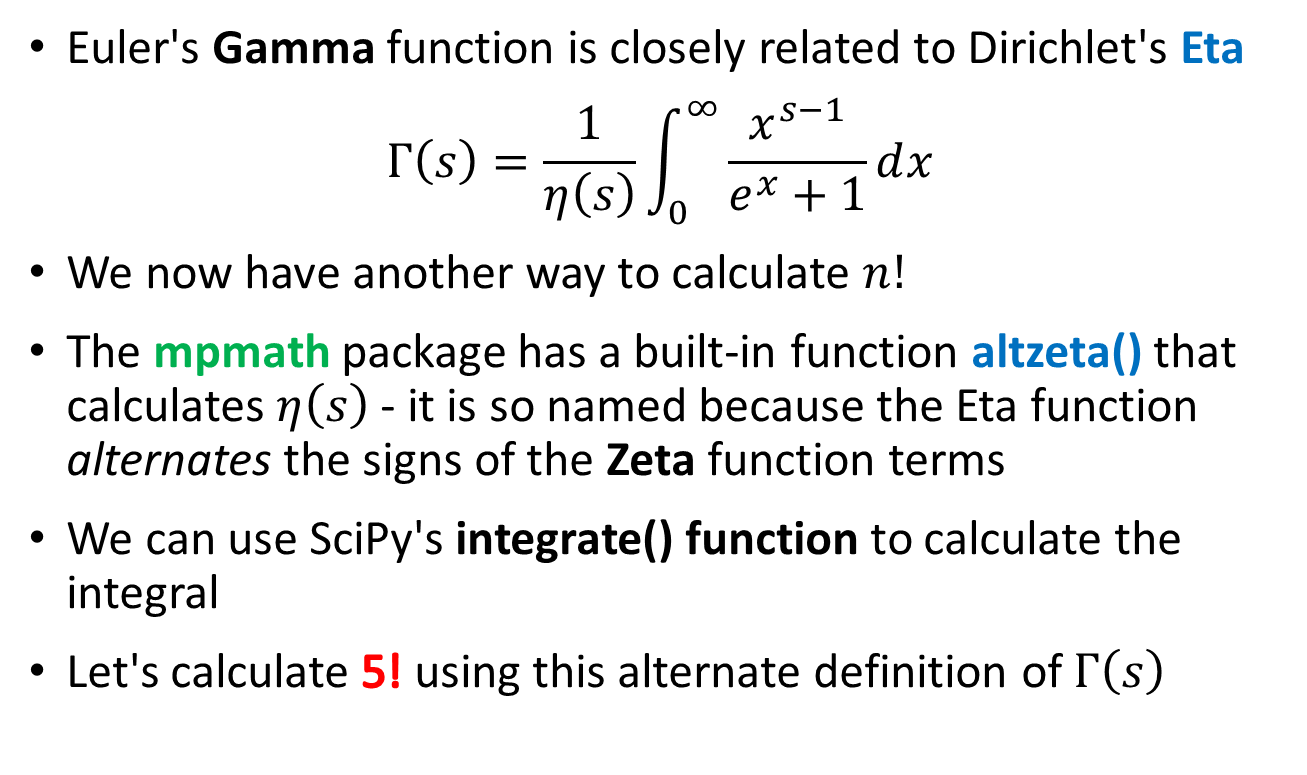 • Euler's Gamma function is closely related to Dirichlet's Eta
Γ(s) = 1/η(s) ∫₀^∞ x^(s−1)/(e^x + 1) dx
• We now have another way to calculate n!
• The mpmath package has a built-in function altzeta() that
calculates η(s) - it is so named because the Eta function
alternates the signs of the Zeta function terms
• We can use SciPy's integrate() function to calculate the
integral
• Let's calculate 5! using this alternate definition of Γ(s)